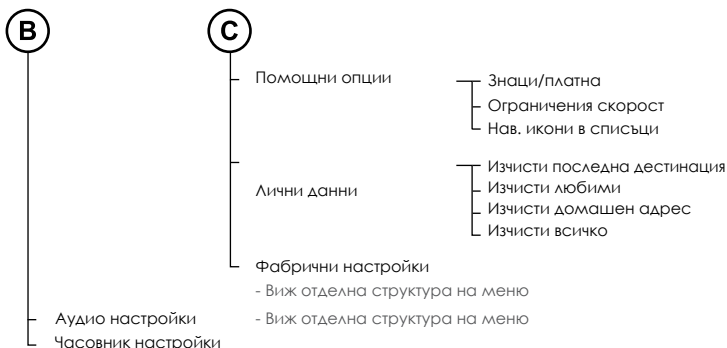 B C
Помощни опции Знаци/платна
Ограничения скорост
Нав. икони в списъци
Изчисти последна дестинация
Лични данни Изчисти любими
Изчисти домашен адрес
Изчисти всичко
Фабрични настройки
- Виж отделна структура на меню
Аудио настройки - Виж отделна структура на меню
Часовник настройки